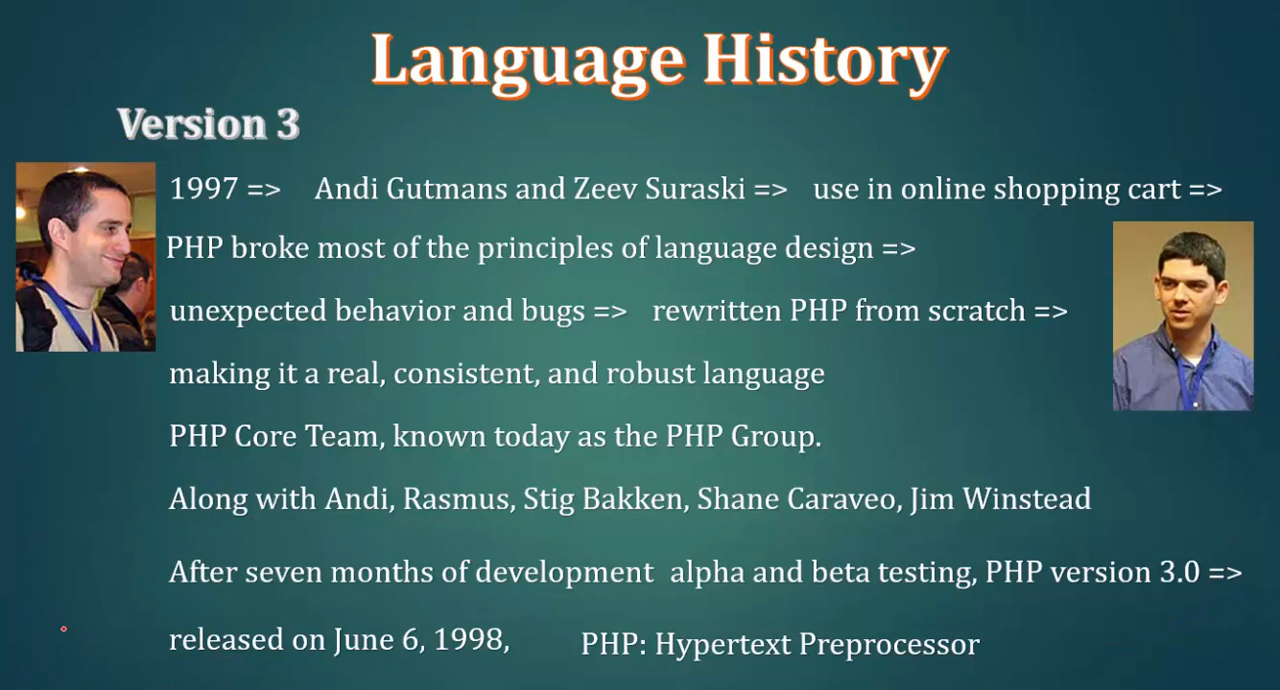 Language History
Version 3
1997 => Andi Gutmans and Zeev Suraski => use in online shopping cart =>
PHP broke most of the principles of language design =>
unexpected behavior and bugs => rewritten PHP from scratch =>
making it a real, consistent, and robust language
PHP Core Team, known today as the PHP Group.
Along with Andi, Rasmus, Stig Bakken, Shane Caraveo, Jim Winstead
After seven months of development alpha and beta testing, PHP version 3.0 =>
released on June 6, 1998, PHP: Hypertext Preprocessor